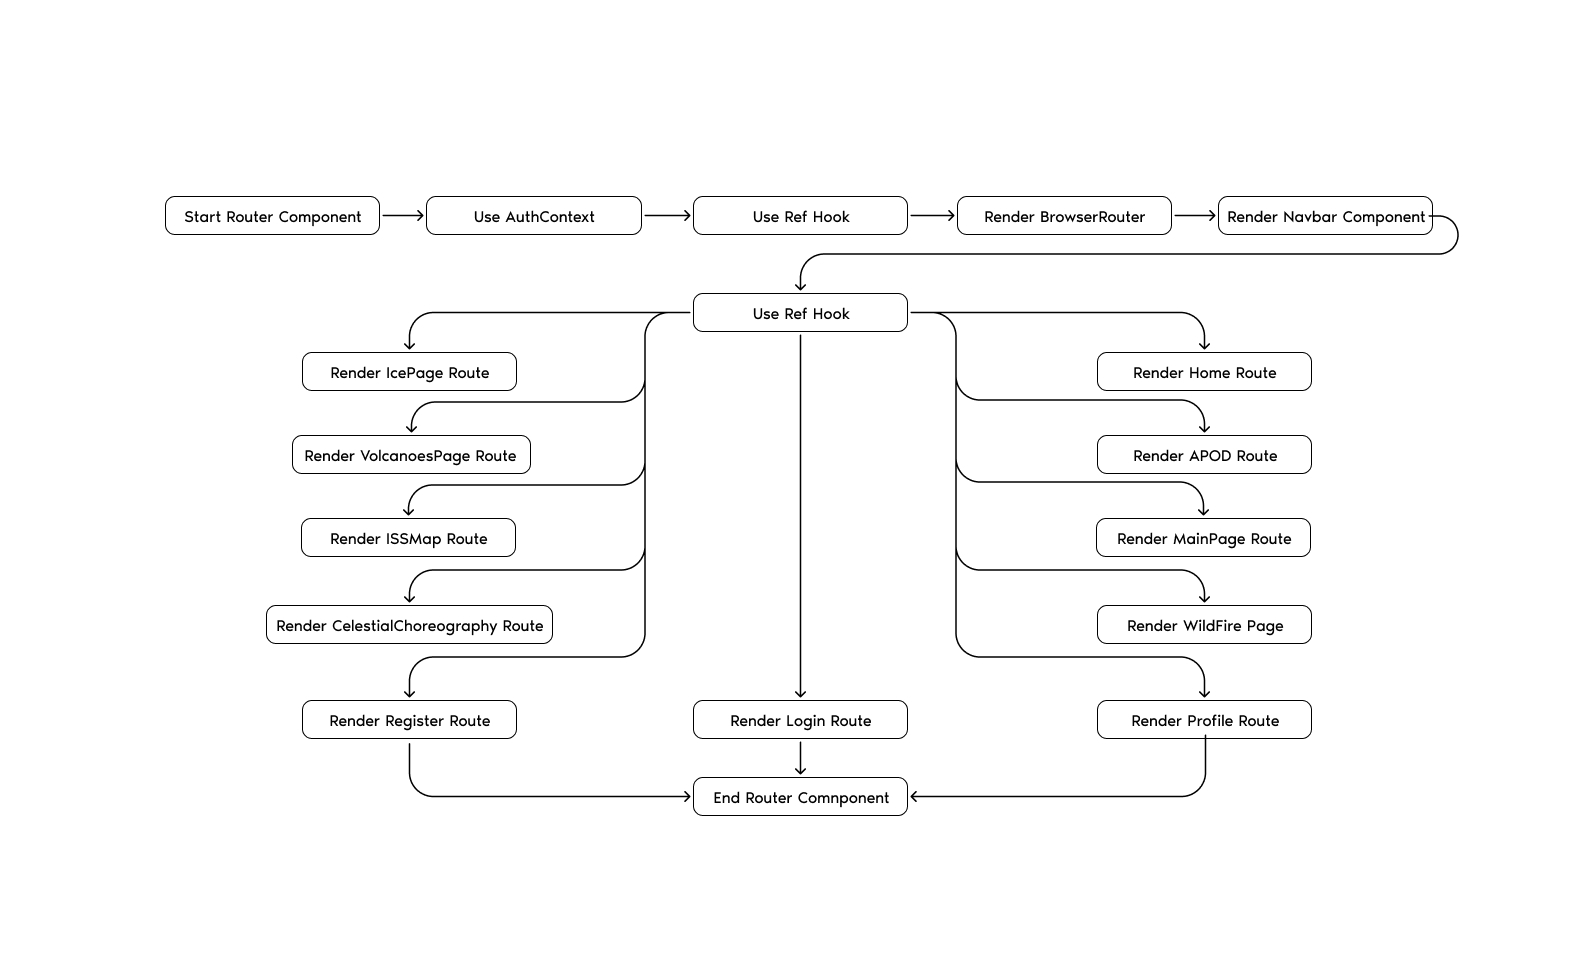 Start Router Component
Use AuthContext
Use Ref Hook
Render BrowserRouter
Render Navbar Component
Use Ref Hook
Render IcePage Route
Render Home Route
Render VolcanoesPage Route
Render APOD Route
Render ISSMap Route
Render MainPage Route
Render CelestialChoreography Route
Render WildFire Page
Render Register Route
Render Login Route
Render Profile Route
End Router Comnponent